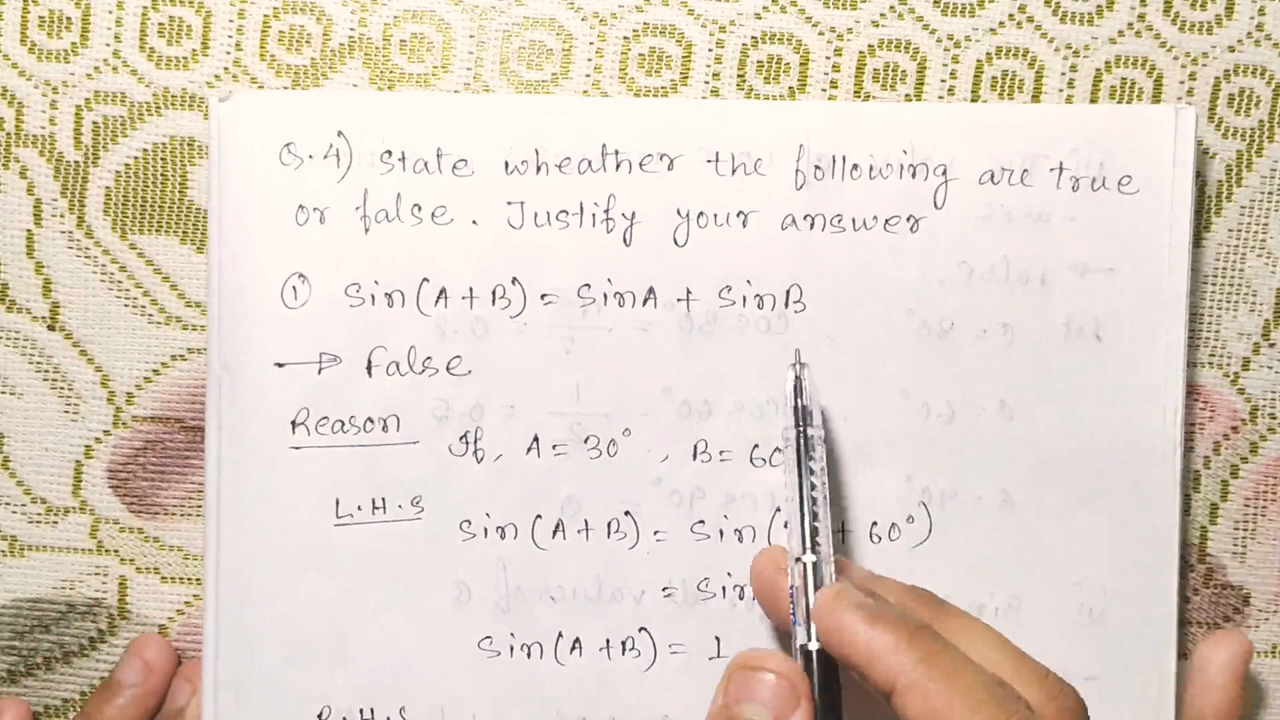 Q.4) State wheather the following are true
or false. Justify your answer
① Sin(A+B) = SinA + SinB
→ False
Reason
If, A = 30°, B = 60
L.H.S
Sin(A+B) = Sin( + 60°)
= Sin
Sin(A+B) = 1
R.H.S